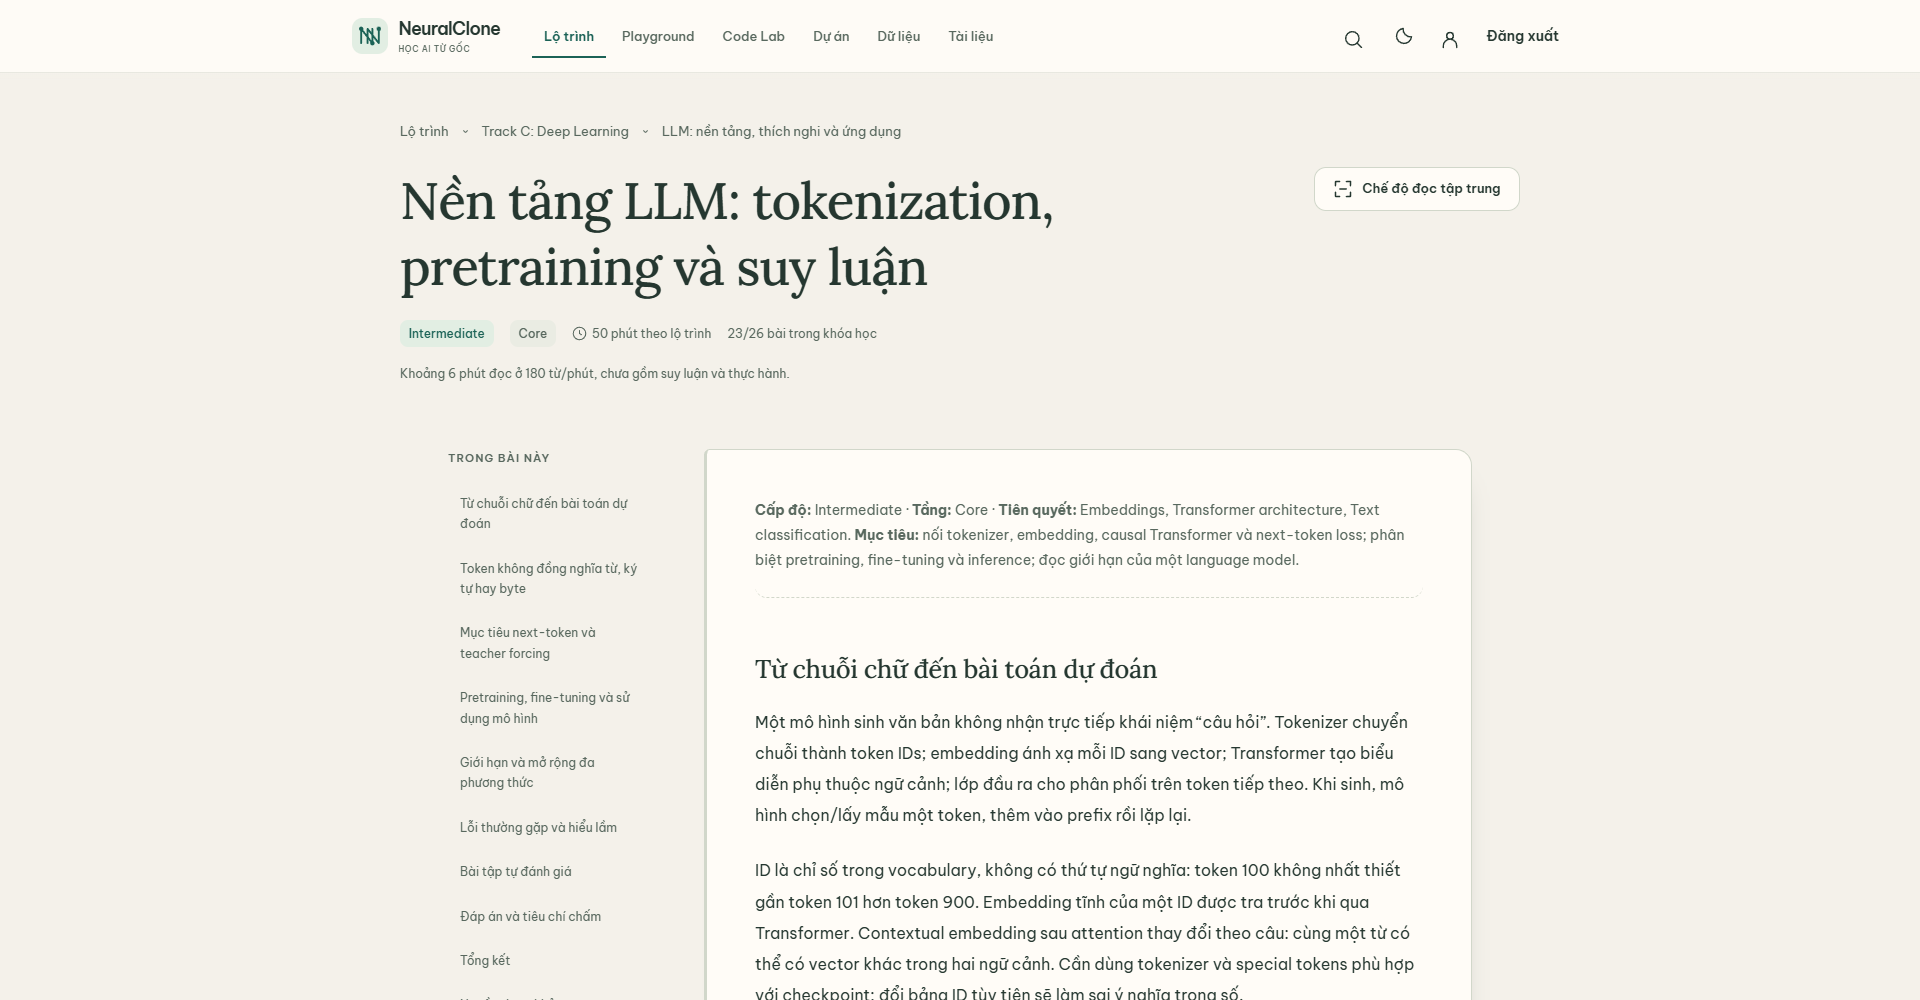 NeuralClone
HỌC AI TỪ GỐC
Lộ trình
Playground
Code Lab
Dự án
Dữ liệu
Tài liệu
Đăng xuất
Lộ trình
Track C: Deep Learning
LLM: nền tảng, thích nghi và ứng dụng
Nền tảng LLM: tokenization,
pretraining và suy luận
Chế độ đọc tập trung
Intermediate
Core
50 phút theo lộ trình
23/26 bài trong khóa học
Khoảng 6 phút đọc ở 180 từ/phút, chưa gồm suy luận và thực hành.
TRONG BÀI NÀY
Từ chuỗi chữ đến bài toán dự
đoán
Token không đồng nghĩa từ, ký
tự hay byte
Mục tiêu next-token và
teacher forcing
Pretraining, fine-tuning và sử
dụng mô hình
Giới hạn và mở rộng đa
phương thức
Lỗi thường gặp và hiểu lầm
Bài tập tự đánh giá
Đáp án và tiêu chí chấm
Tổng kết
Cấp độ: Intermediate · Tầng: Core · Tiên quyết: Embeddings, Transformer architecture, Text
classification. Mục tiêu: nối tokenizer, embedding, causal Transformer và next-token loss; phân
biệt pretraining, fine-tuning và inference; đọc giới hạn của một language model.
Từ chuỗi chữ đến bài toán dự đoán
Một mô hình sinh văn bản không nhận trực tiếp khái niệm “câu hỏi”. Tokenizer chuyển
chuỗi thành token IDs; embedding ánh xạ mỗi ID sang vector; Transformer tạo biểu
diễn phụ thuộc ngữ cảnh; lớp đầu ra cho phân phối trên token tiếp theo. Khi sinh, mô
hình chọn/lấy mẫu một token, thêm vào prefix rồi lặp lại.
ID là chỉ số trong vocabulary, không có thứ tự ngữ nghĩa: token 100 không nhất thiết
gần token 101 hơn token 900. Embedding tĩnh của một ID được tra trước khi qua
Transformer. Contextual embedding sau attention thay đổi theo câu: cùng một từ có
thể có vector khác trong hai ngữ cảnh. Cần dùng tokenizer và special tokens phù hợp
với checkpoint; đổi bảng ID tùy tiện sẽ làm sai ý nghĩa trọng số.